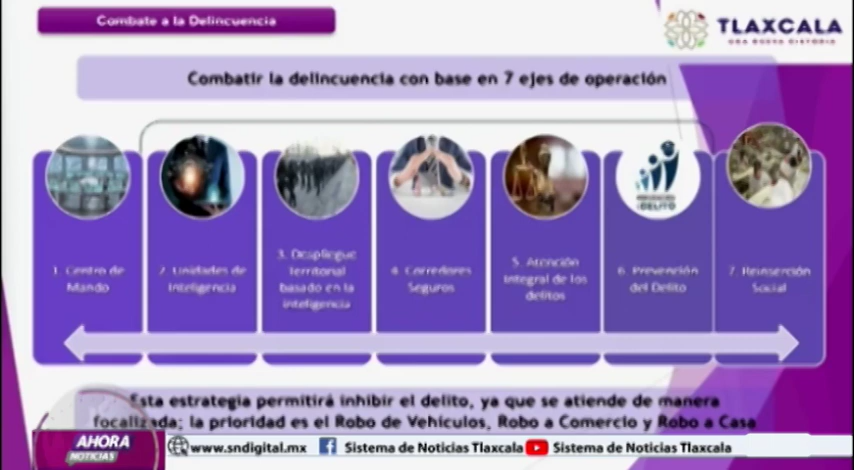 Combate a la Delincuencia
TLAXCALA
UNA NUEVA HISTORIA
Combatir la delincuencia con base en 7 ejes de operación
1. Centro de
Mando
2. Unidades de
Inteligencia
3. Despliegue
territorial
basado en la
inteligencia
4. Corredores
Seguros
5. Atención
integral de los
delitos
DELITO
6. Prevención
del Delito
7. Reinserción
Social
Esta estrategia permitirá inhibir el delito, ya que se atiende de manera
focalizada; la prioridad es el Robo de Vehículos, Robo a Comercio y Robo a Casa
AHORA
NOTICIAS
www.sndigital.mx
Sistema de Noticias Tlaxcala
Sistema de Noticias Tlaxcala